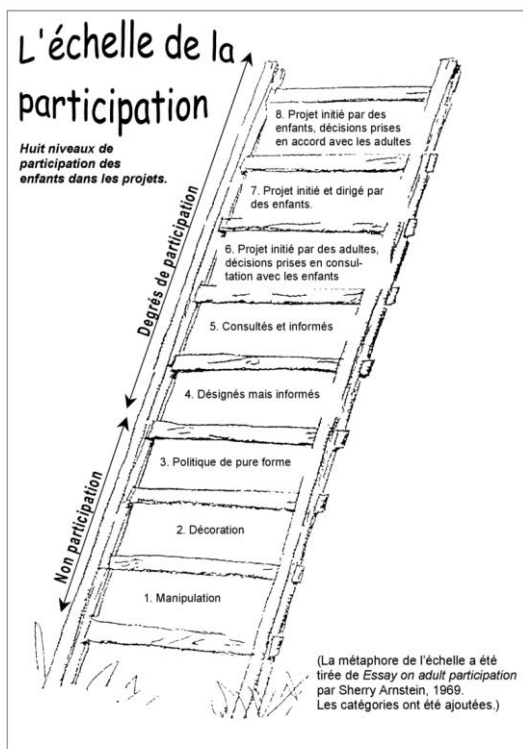 L'échelle de la
participation
Huit niveaux de
participation des
enfants dans les projets.
Degrés de participation
Non participation
8. Projet initié par des
enfants, décisions prises
en accord avec les adultes
7. Projet initié et dirigé par
des enfants.
6. Projet initié par des adultes,
décisions prises en consul-
tation avec les enfants
5. Consultés et informés
4. Désignés mais informés
3. Politique de pure forme
2. Décoration
1. Manipulation
(La métaphore de l'échelle a été
tirée de Essay on adult participation
par Sherry Arnstein, 1969.
Les catégories ont été ajoutées.)